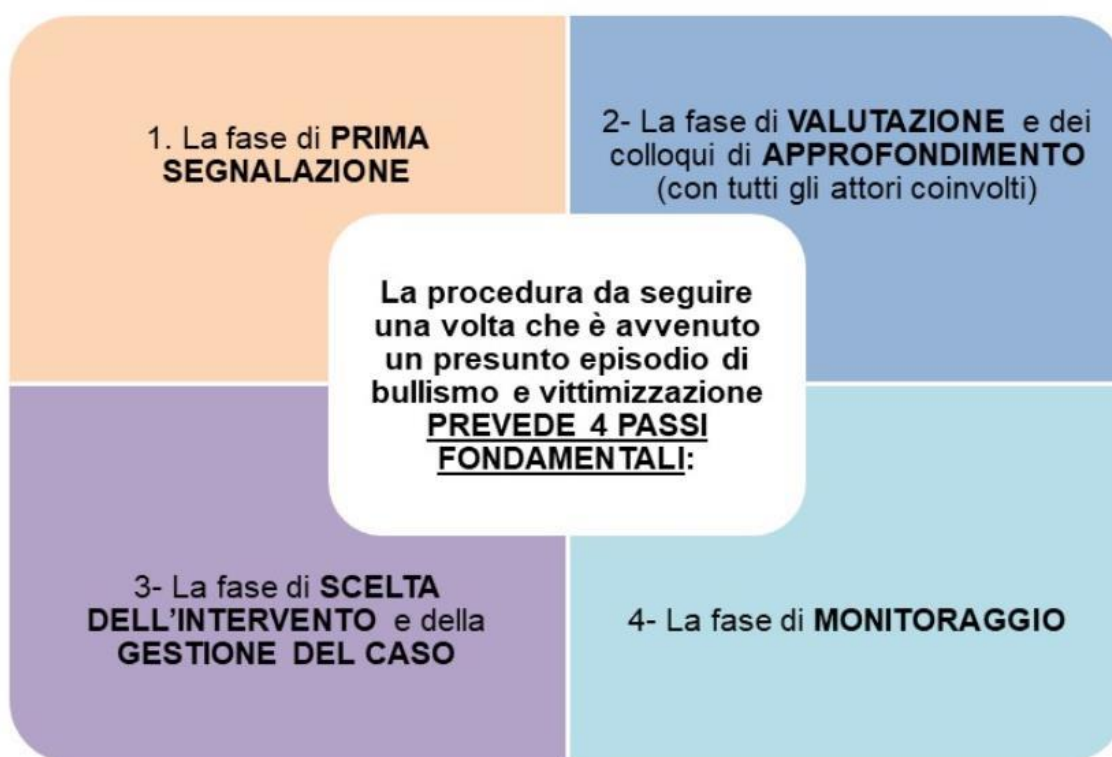 1. La fase di PRIMA
SEGNALAZIONE
2- La fase di VALUTAZIONE e dei
colloqui di APPROFONDIMENTO
(con tutti gli attori coinvolti)
La procedura da seguire
una volta che è avvenuto
un presunto episodio di
bullismo e vittimizzazione
PREVEDE 4 PASSI
FONDAMENTALI:
3- La fase di SCELTA
DELL’INTERVENTO e della
GESTIONE DEL CASO
4- La fase di MONITORAGGIO